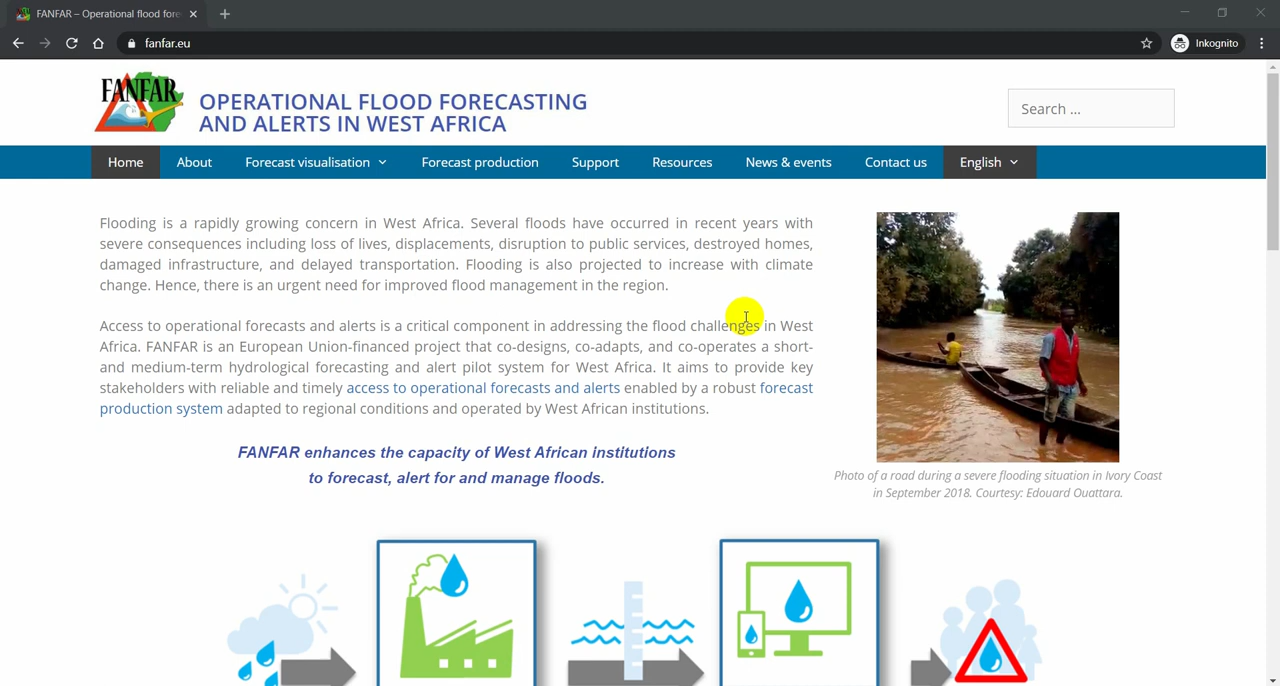 FANFAR – Operational flood fore
fanfar.eu
Inkognito
FANFAR
OPERATIONAL FLOOD FORECASTING
AND ALERTS IN WEST AFRICA
Search ...
Home About Forecast visualisation Forecast production Support Resources News & events Contact us English
Flooding is a rapidly growing concern in West Africa. Several floods have occurred in recent years with
severe consequences including loss of lives, displacements, disruption to public services, destroyed homes,
damaged infrastructure, and delayed transportation. Flooding is also projected to increase with climate
change. Hence, there is an urgent need for improved flood management in the region.
Access to operational forecasts and alerts is a critical component in addressing the flood challenges in West
Africa. FANFAR is an European Union-financed project that co-designs, co-adapts, and co-operates a short-
and medium-term hydrological forecasting and alert pilot system for West Africa. It aims to provide key
stakeholders with reliable and timely access to operational forecasts and alerts enabled by a robust forecast
production system adapted to regional conditions and operated by West African institutions.
FANFAR enhances the capacity of West African institutions
to forecast, alert for and manage floods.
Photo of a road during a severe flooding situation in Ivory Coast
in September 2018. Courtesy: Edouard Ouattara.